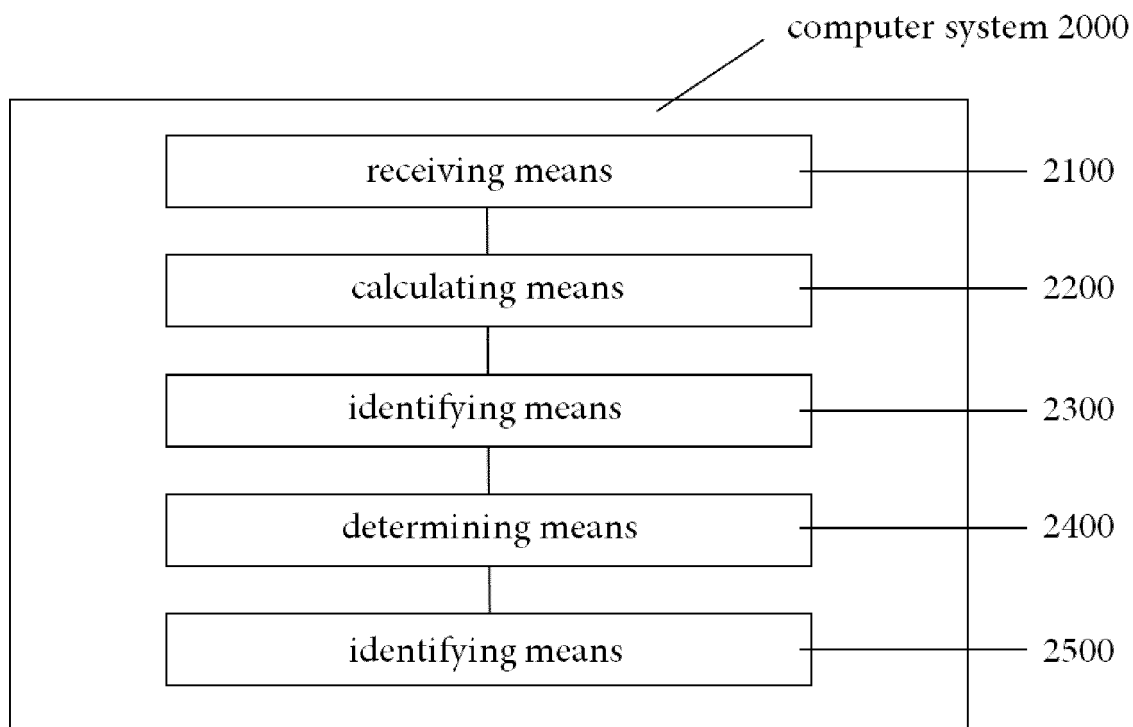 computer system 2000
receiving means 2100
calculating means 2200
identifying means 2300
determining means 2400
identifying means 2500